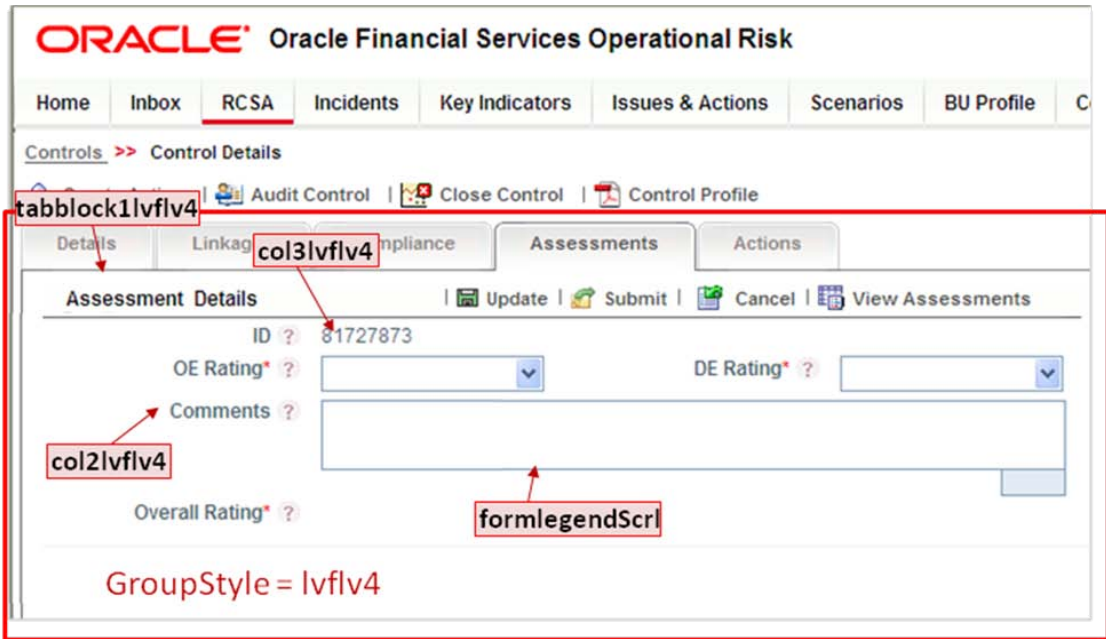 ORACLE Oracle Financial Services Operational Risk
Home Inbox RCSA Incidents Key Indicators Issues & Actions Scenarios BU Profile
Controls >> Control Details
| Audit Control | Close Control | Control Profile
tabblock1lvflv4
Details Assessments Actions
col3lvflv4
Assessment Details | Update | Submit | Cancel | View Assessments
ID ? 81727873
OE Rating* ? DE Rating* ?
Comments ?
col2lvflv4
Overall Rating* ?
formlegendScrl
GroupStyle = lvflv4